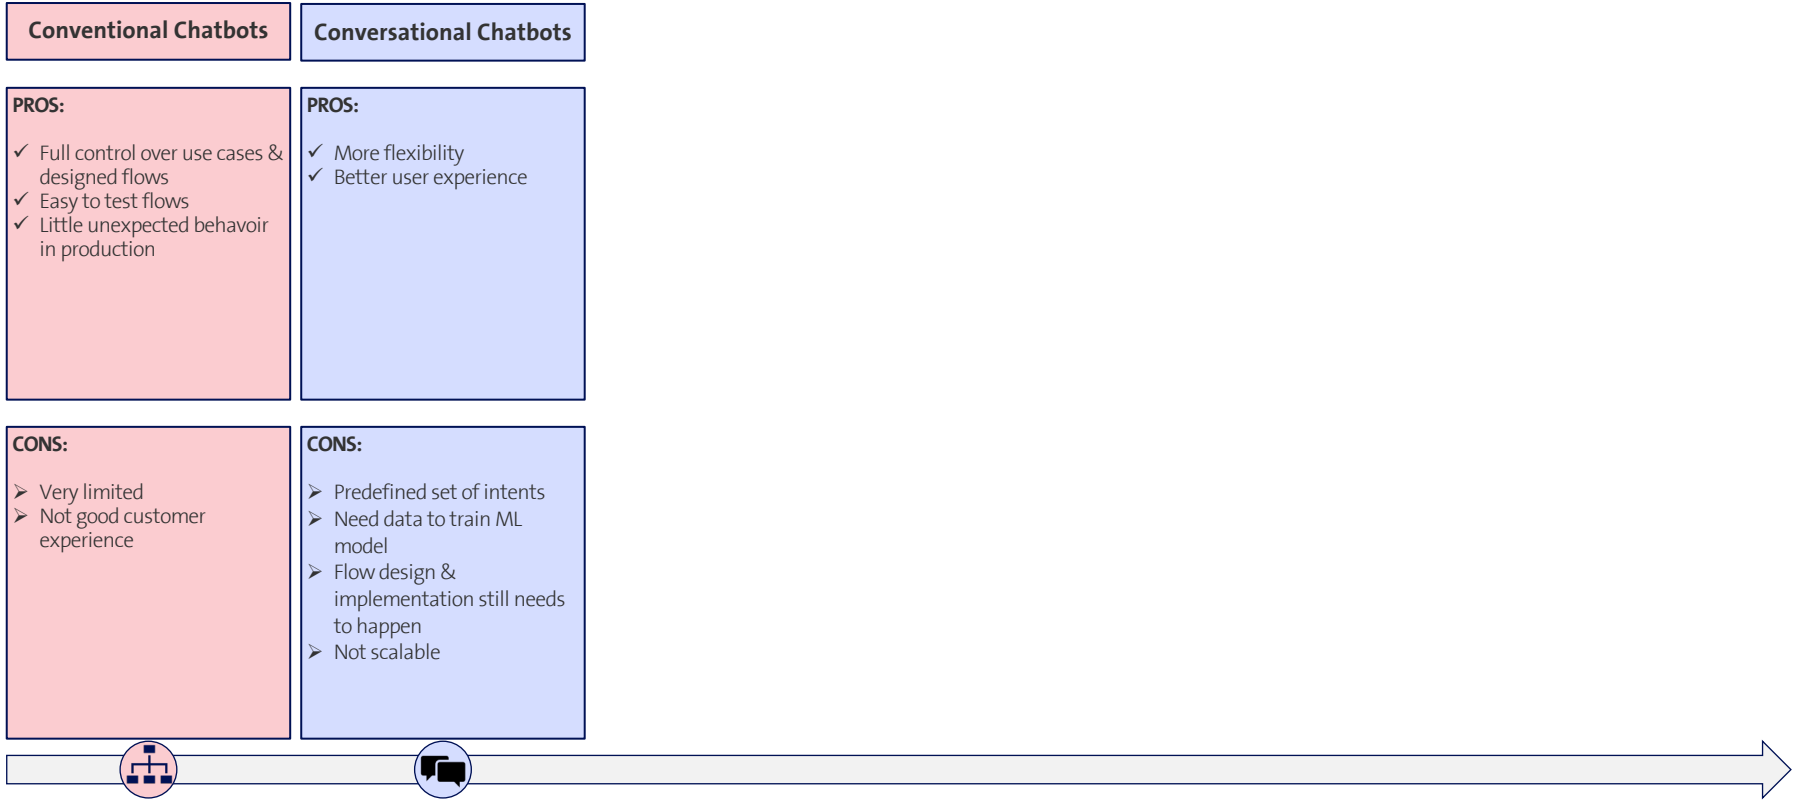 Conventional Chatbots
Conversational Chatbots
PROS:
✓ Full control over use cases &
designed flows
✓ Easy to test flows
✓ Little unexpected behavoir
in production
PROS:
✓ More flexibility
✓ Better user experience
CONS:
➢ Very limited
➢ Not good customer
experience
CONS:
➢ Predefined set of intents
➢ Need data to train ML
model
➢ Flow design &
implementation still needs
to happen
➢ Not scalable